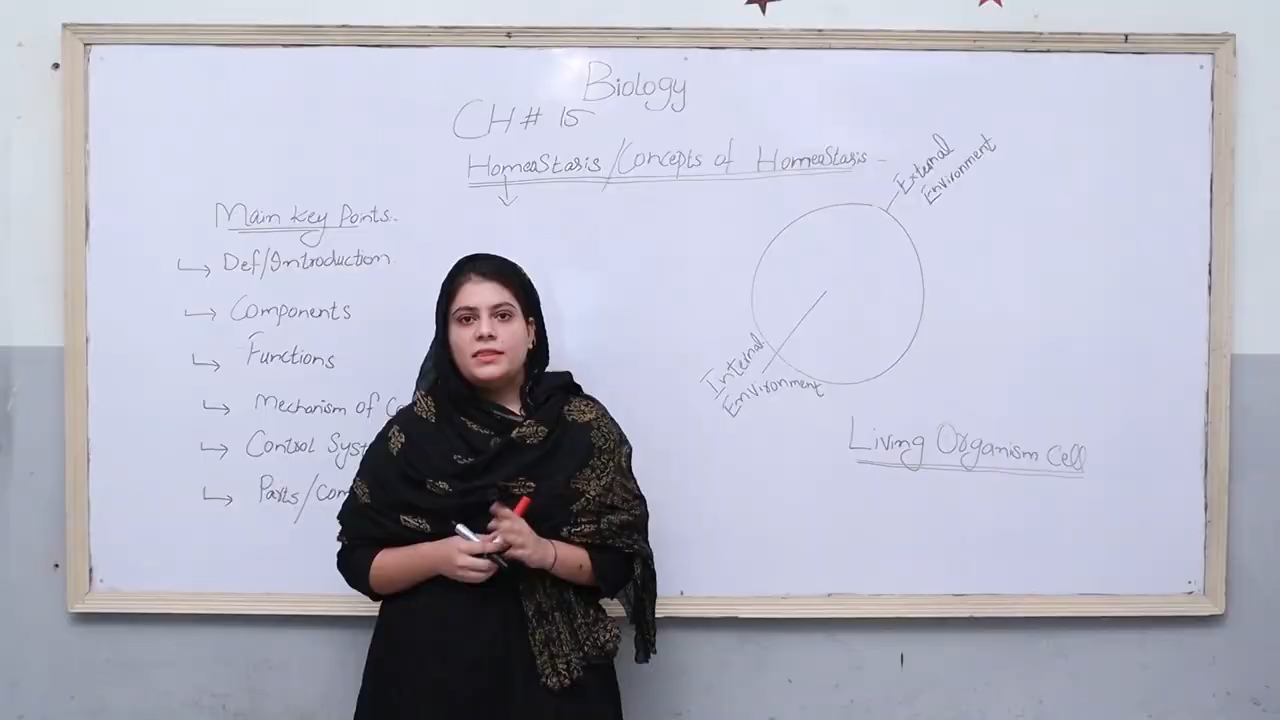 Biology
CH # 15
Homeostasis/Concepts of Homeostasis -
Main Key Points:-
Def/Introduction
Components
Functions
Mechanism of
Control
Parts/
External
Environment
Internal
Environment
Living Organism Cell